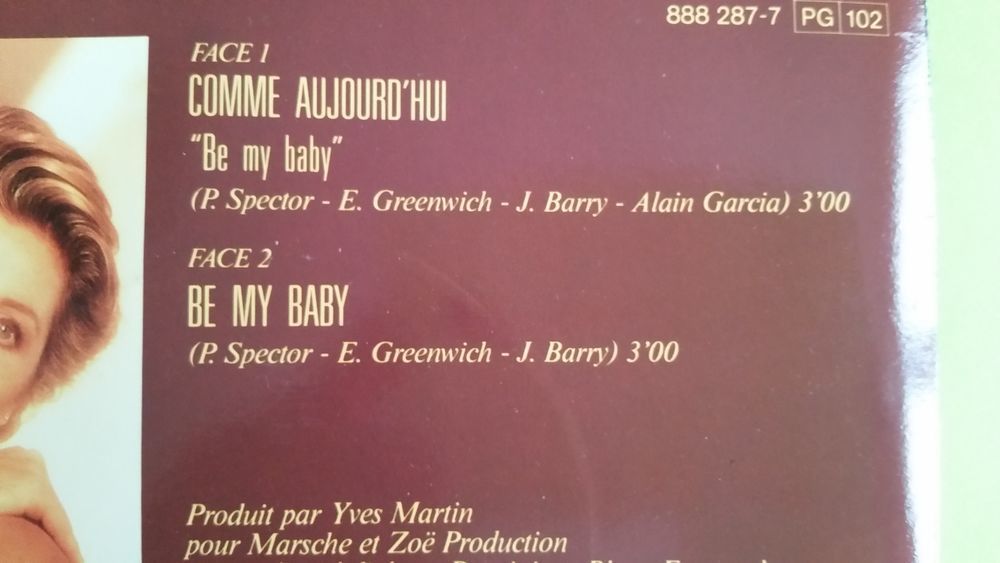 888 287-7 PG 102
FACE 1
COMME AUJOURD'HUI
"Be my baby"
(P. Spector - E. Greenwich - J. Barry - Alain Garcia) 3'00
FACE 2
BE MY BABY
(P. Spector - E. Greenwich - J. Barry) 3'00
Produit par Yves Martin
pour Marsche et Zoë Production